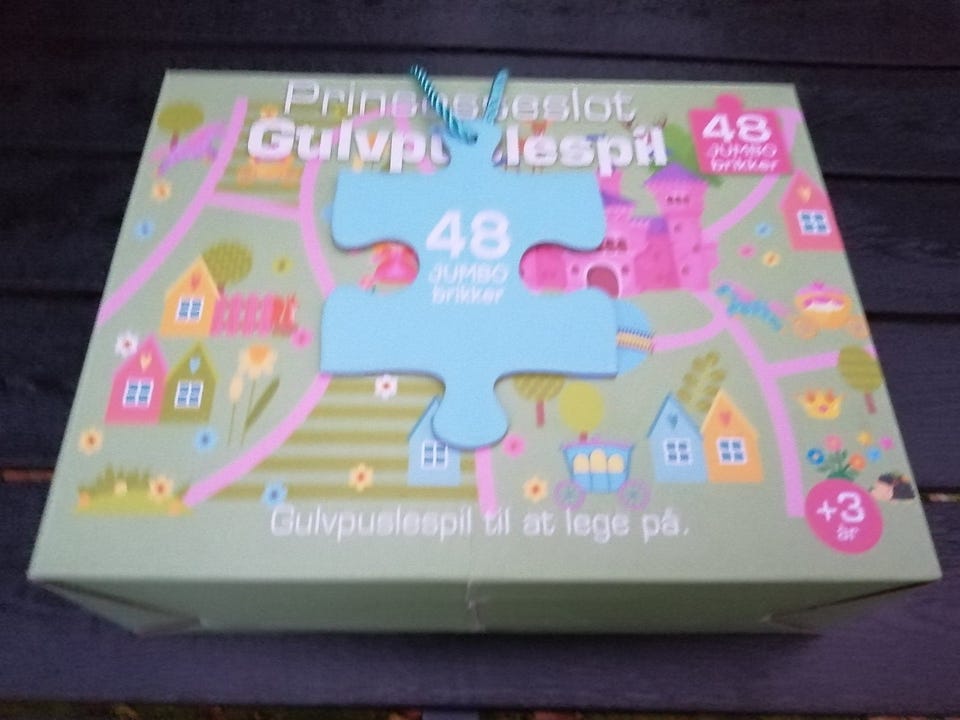 Prinsesseslot
Gulvpuslespil
48
JUMBO
brikker
48
JUMBO
brikker
Gulvpuslespil til at lege på.
+3
år